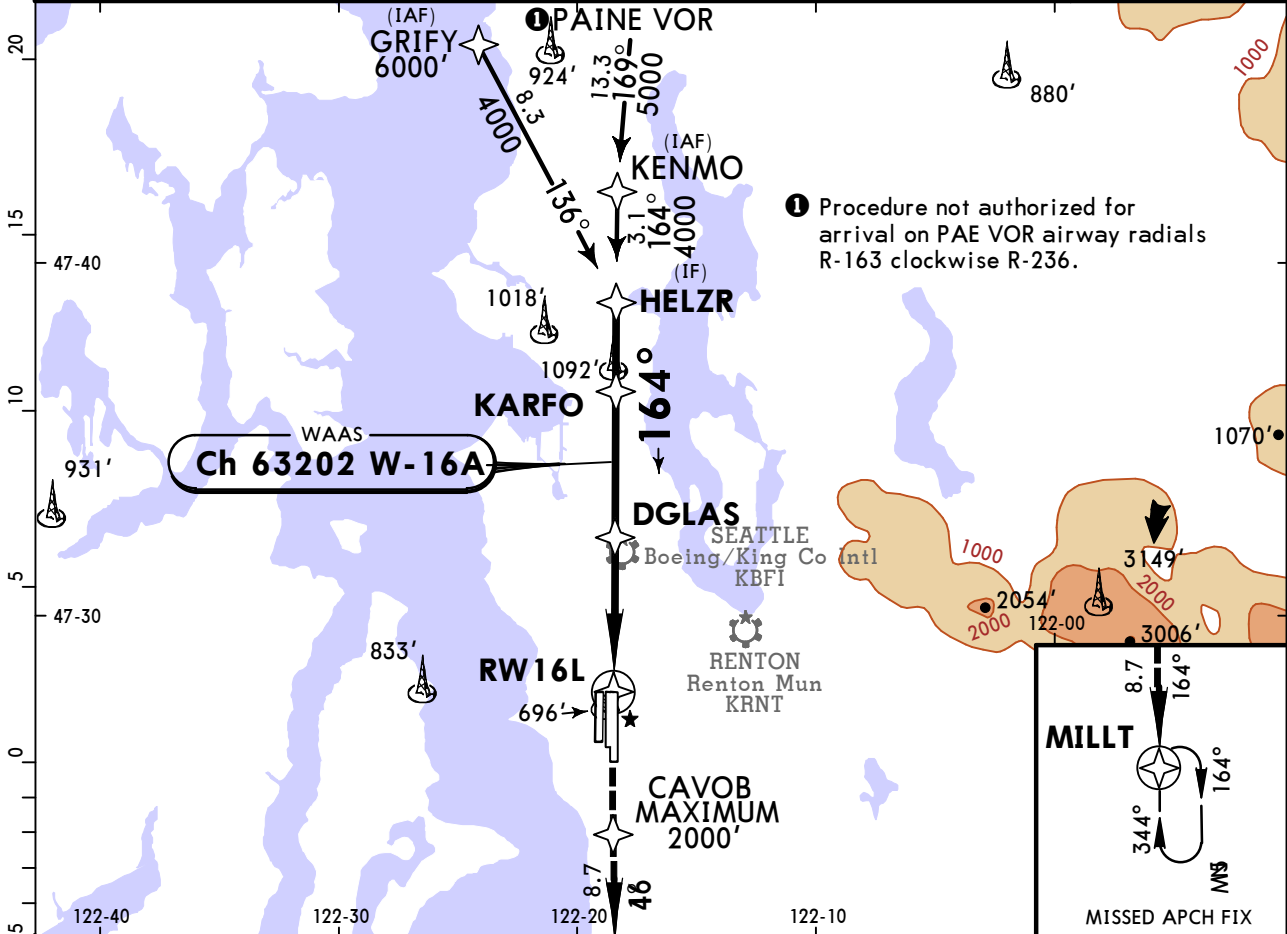 (IAF)
GRIFY
6000'
1 PAINE VOR
924'
13.3
169°
5000
8.3
4000
136°
(IAF)
KENMO
3.1
164°
4000
(IF)
HELZR
880'
1000
1 Procedure not authorized for
arrival on PAE VOR airway radials
R-163 clockwise R-236.
20
15
47-40
10
5
47-30
0
5
1018'
1092'
KARFO
164°
WAAS
Ch 63202 W-16A
931'
1070'
DGLAS
SEATTLE
Boeing/King Co Intl
KBFI
1000
3149'
2000
2054'
2000
122-00
3006'
833'
RENTON
Renton Mun
KRNT
RW16L
696'
CAVOB
MAXIMUM
2000'
8.7
122-40
122-30
122-20
122-10
8.7
164°
MILLT
164°
344°
MISSED APCH FIX